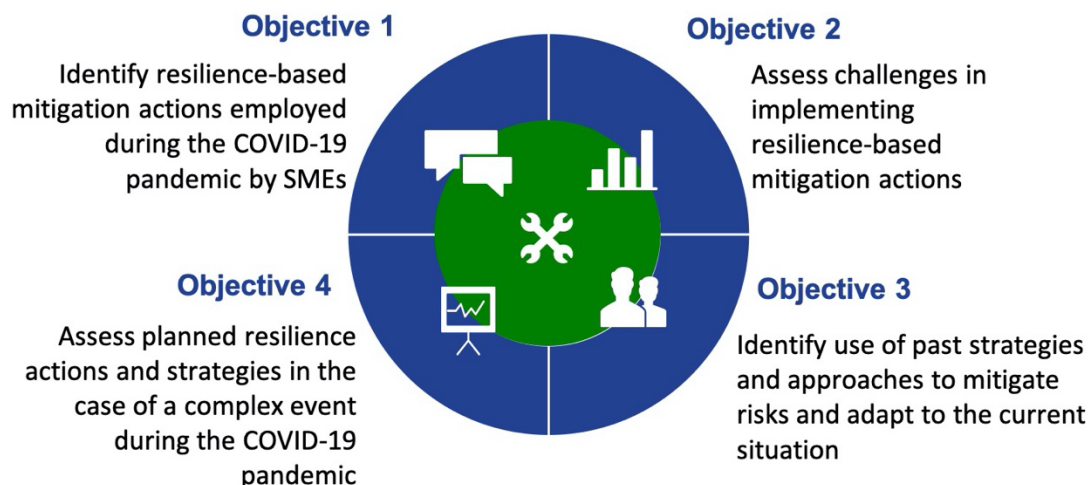 Objective 1
Identify resilience-based
mitigation actions employed
during the COVID-19
pandemic by SMEs
Objective 2
Assess challenges in
implementing
resilience-based
mitigation actions
Objective 3
Identify use of past strategies
and approaches to mitigate
risks and adapt to the current
situation
Objective 4
Assess planned resilience
actions and strategies in the
case of a complex event
during the COVID-19
pandemic